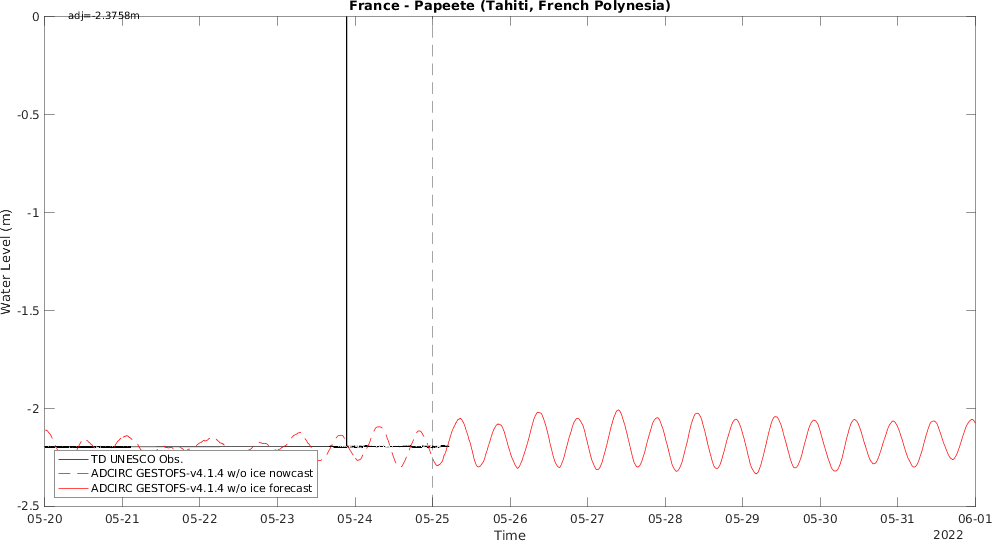 France - Papeete (Tahiti, French Polynesia)
adj=-2.3758m
0
-0.5
-1
-1.5
-2
-2.5
Water Level (m)
TD UNESCO Obs.
ADCIRC GESTOFS-v4.1.4 w/o ice nowcast
ADCIRC GESTOFS-v4.1.4 w/o ice forecast
05-20 05-21 05-22 05-23 05-24 05-25 05-26 05-27 05-28 05-29 05-30 05-31 06-01
Time
2022